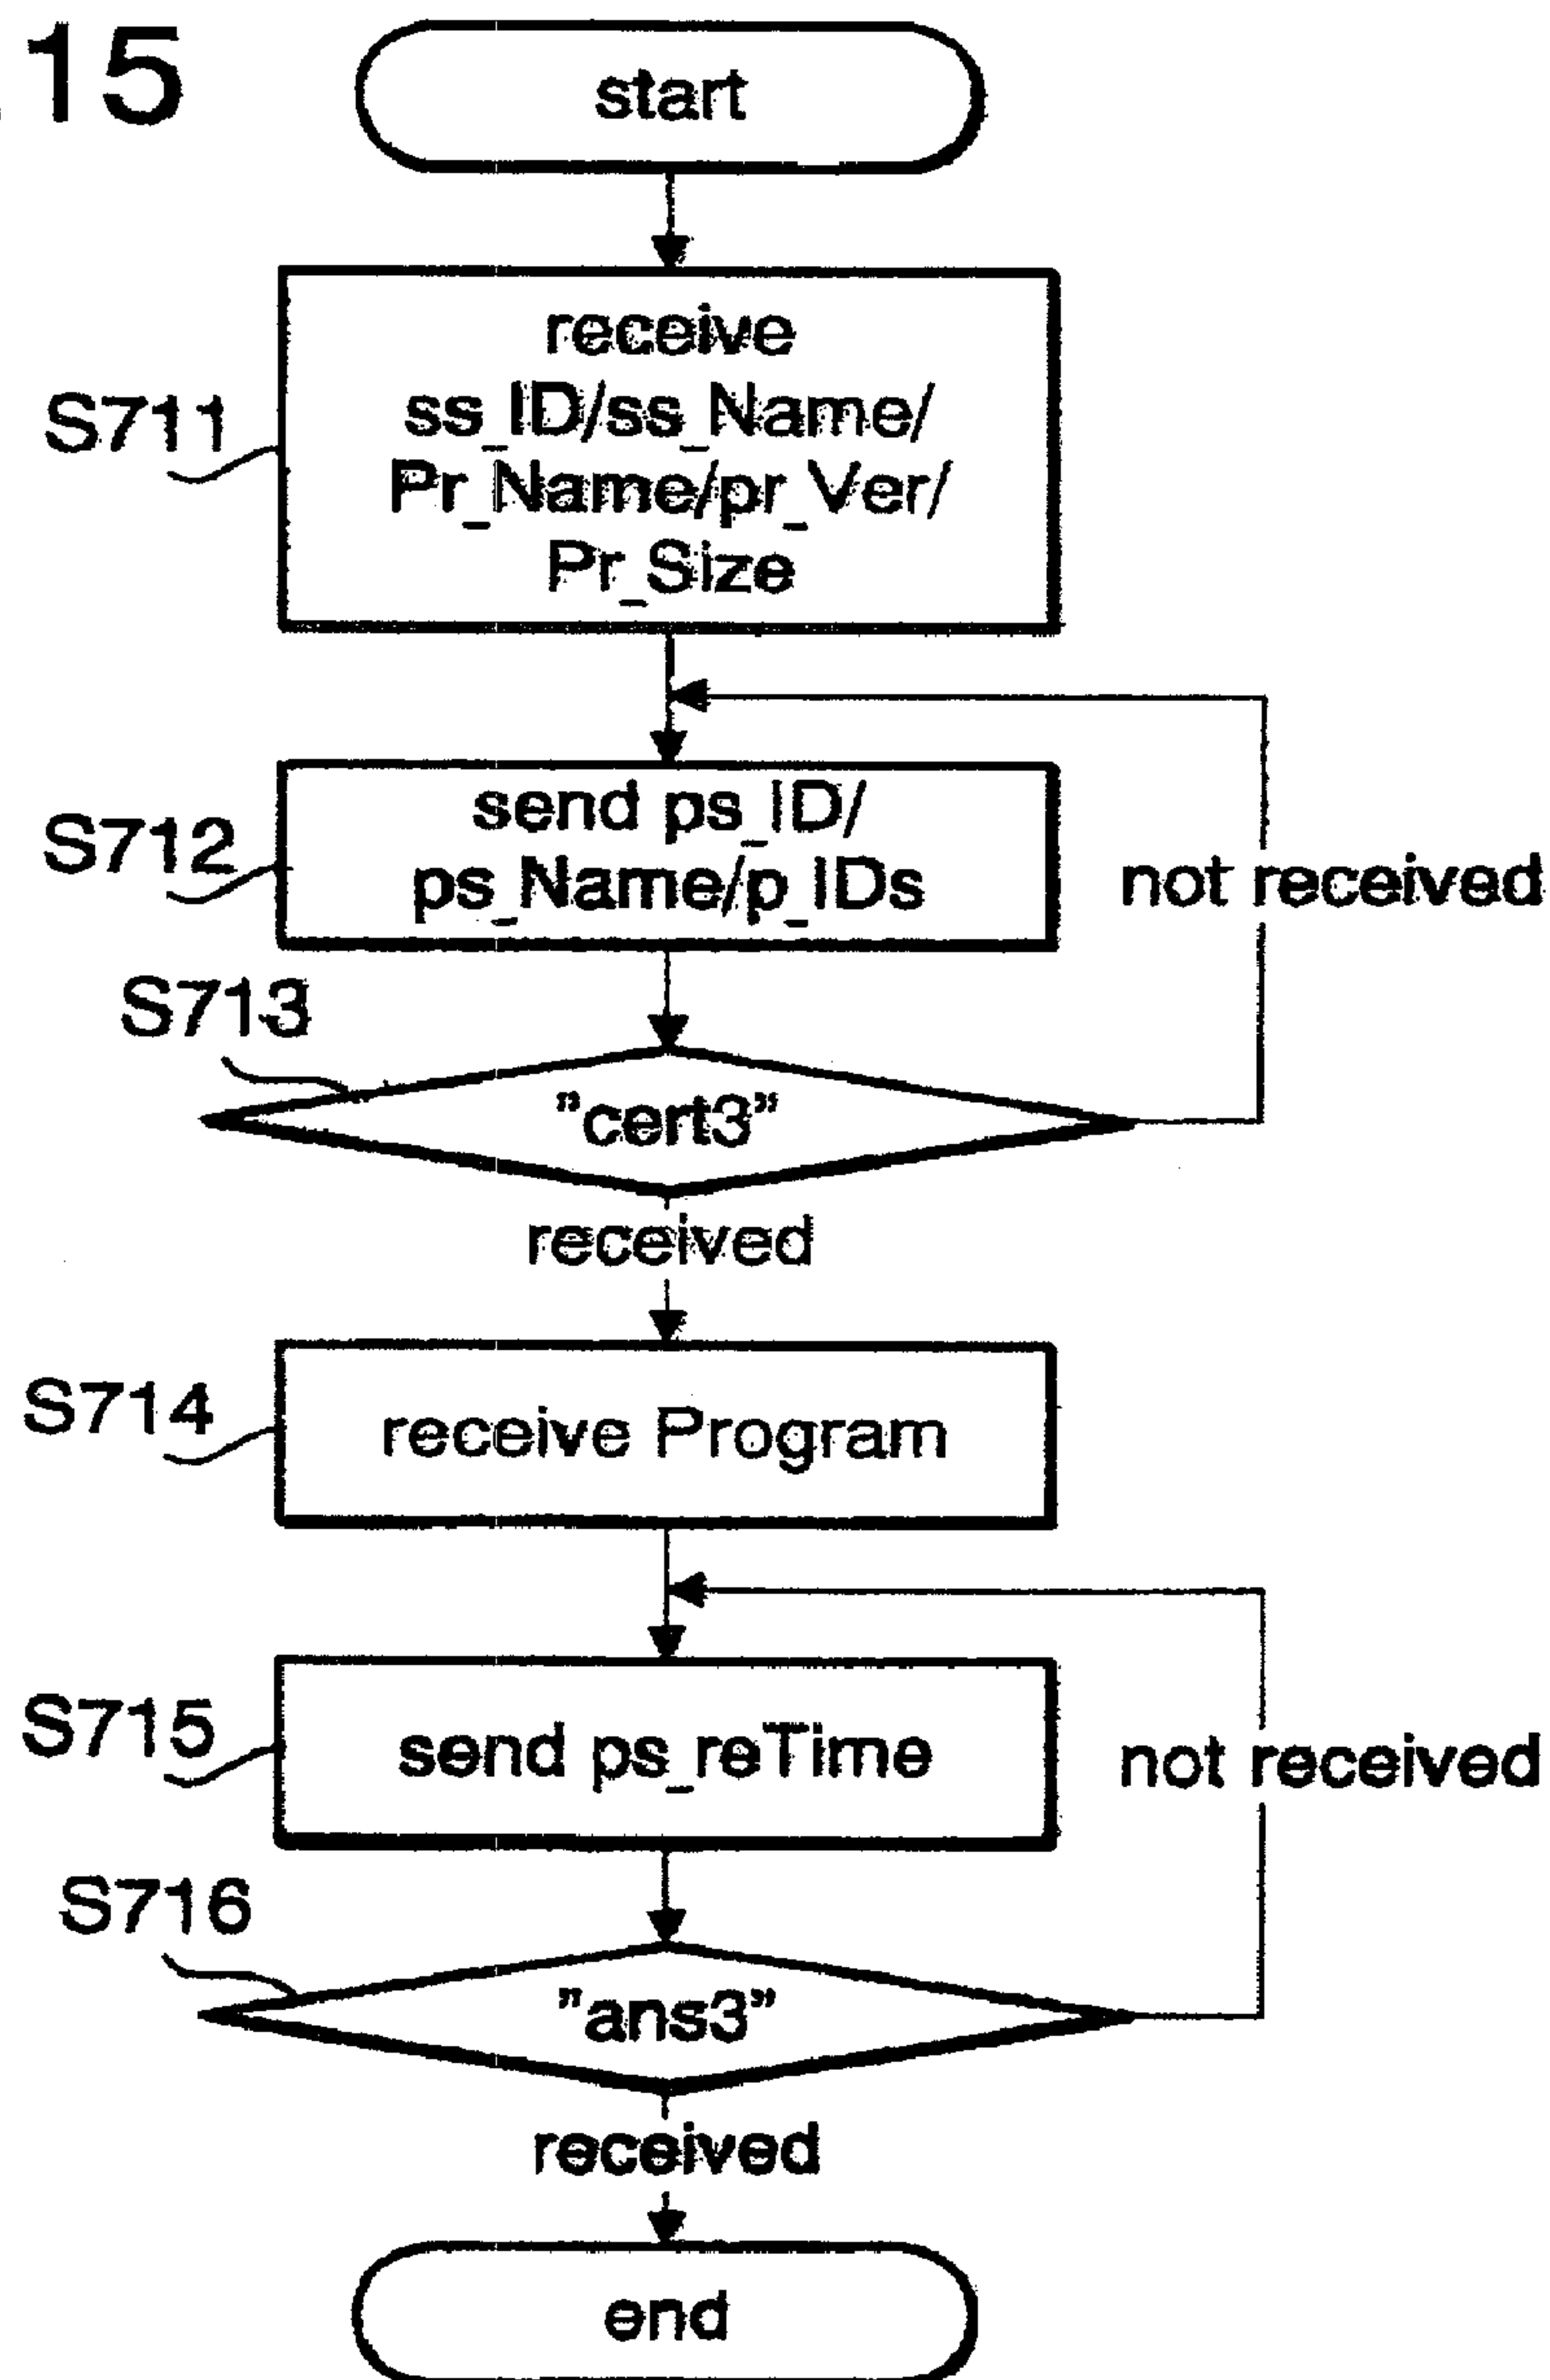 15
start
receive
ss_ID/ss_Name/
Pr_Name/pr_Ver/
Pr_Size
S711
send ps_ID/
ps_Name/p_IDs
S712
not received
S713
"cert3"
received
S714
receive Program
S715
send ps_reTime
not received
S716
"ans3"
received
end